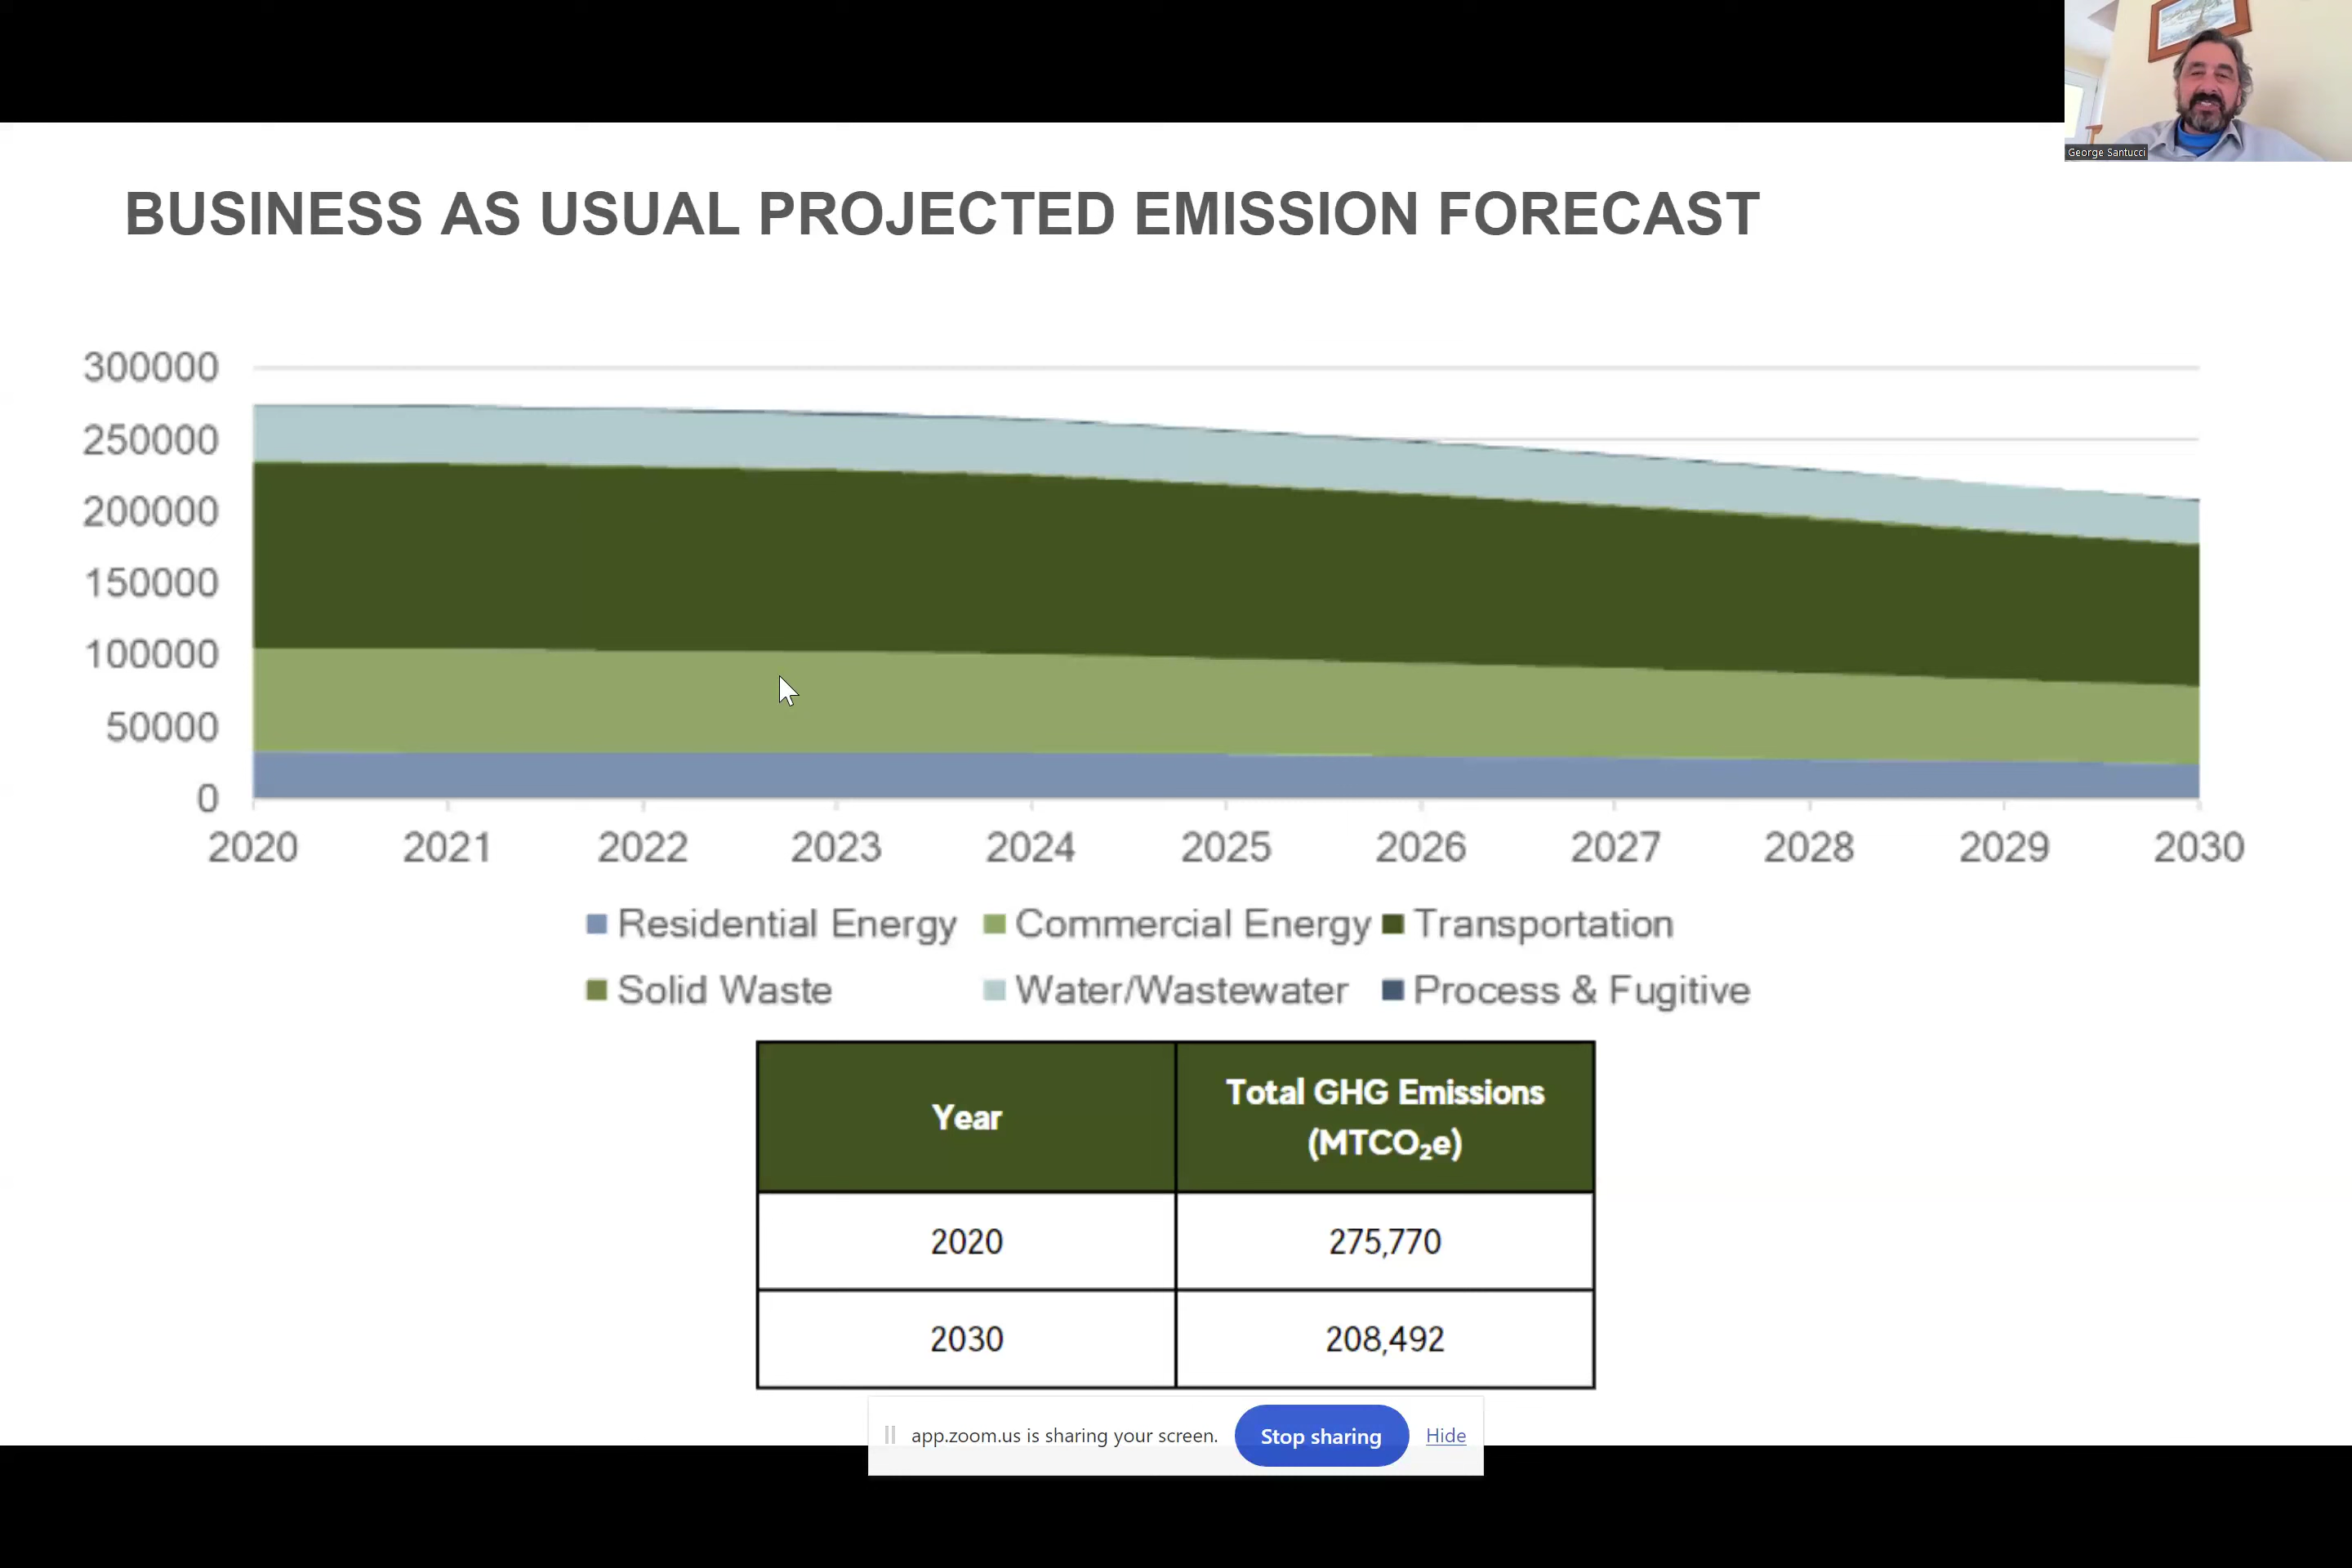 George Santucci
BUSINESS AS USUAL PROJECTED EMISSION FORECAST
300000
250000
200000
150000
100000
50000
0
2020 2021 2022 2023 2024 2025 2026 2027 2028 2029 2030
Residential Energy Commercial Energy Transportation
Solid Waste Water/Wastewater Process & Fugitive
Year
Total GHG Emissions
(MTCO₂e)
2020 275,770
2030 208,492
app.zoom.us is sharing your screen. Stop sharing Hide